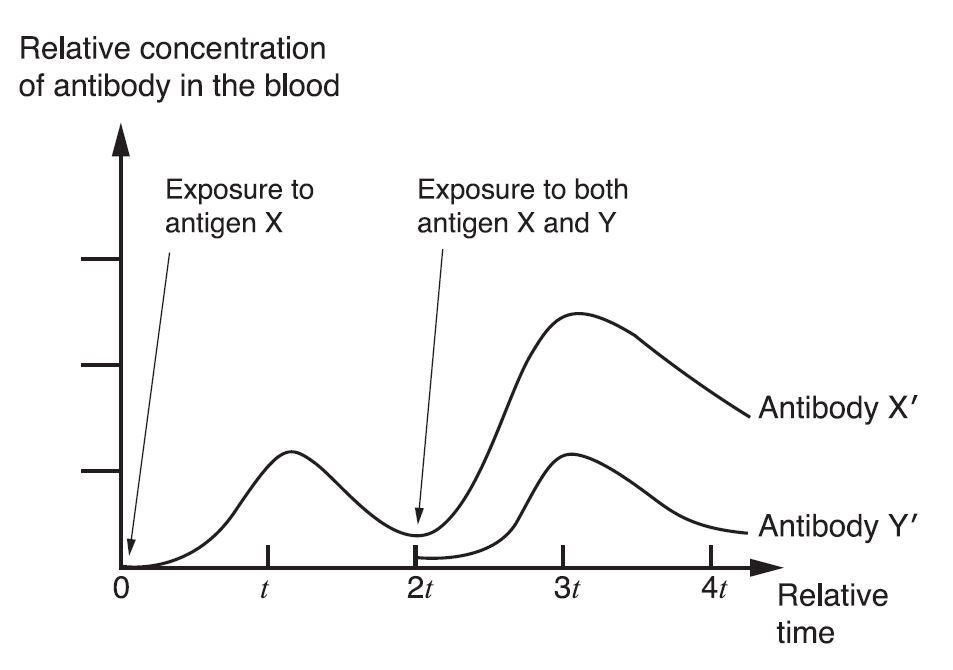 Relative concentration
of antibody in the blood
Exposure to
antigen X
Exposure to both
antigen X and Y
Antibody X′
Antibody Y′
0
t
2t
3t
4t
Relative
time